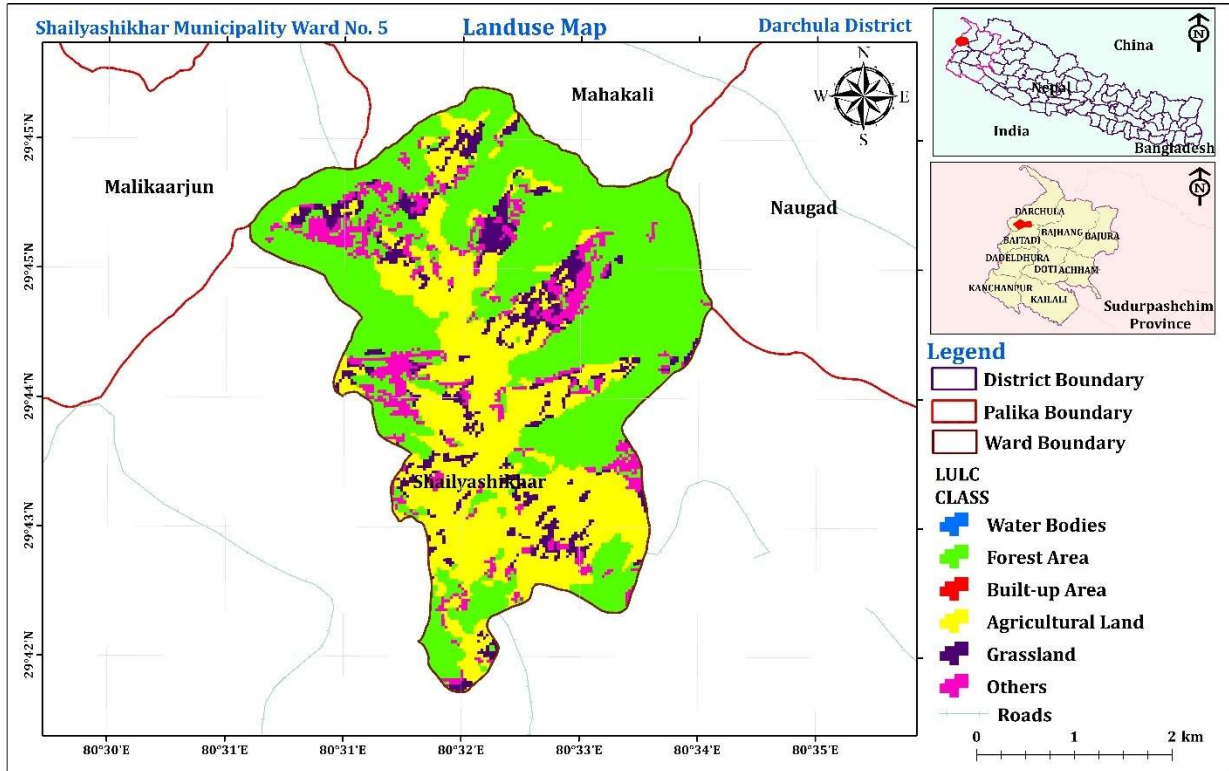 Shailyashikhar Municipality Ward No. 5
Landuse Map
Darchula District
N
W E
S
Mahakali
Malikaarjun
Naugad
Shailyashikhar
29°45'N
29°45'N
29°44'N
29°43'N
29°42'N
80°30'E 80°31'E 80°31'E 80°32'E 80°33'E 80°34'E 80°35'E
N
China
Nepal
India
Bangladesh
N
DARCHULA
BAJHANG
BAJURA
BAITADI
DADELDHURA
DOTI
ACHHAM
KANCHANPUR
KAILALI
Sudurpashchim
Province
Legend
District Boundary
Palika Boundary
Ward Boundary
LULC
CLASS
Water Bodies
Forest Area
Built-up Area
Agricultural Land
Grassland
Others
Roads
0 1 2 km